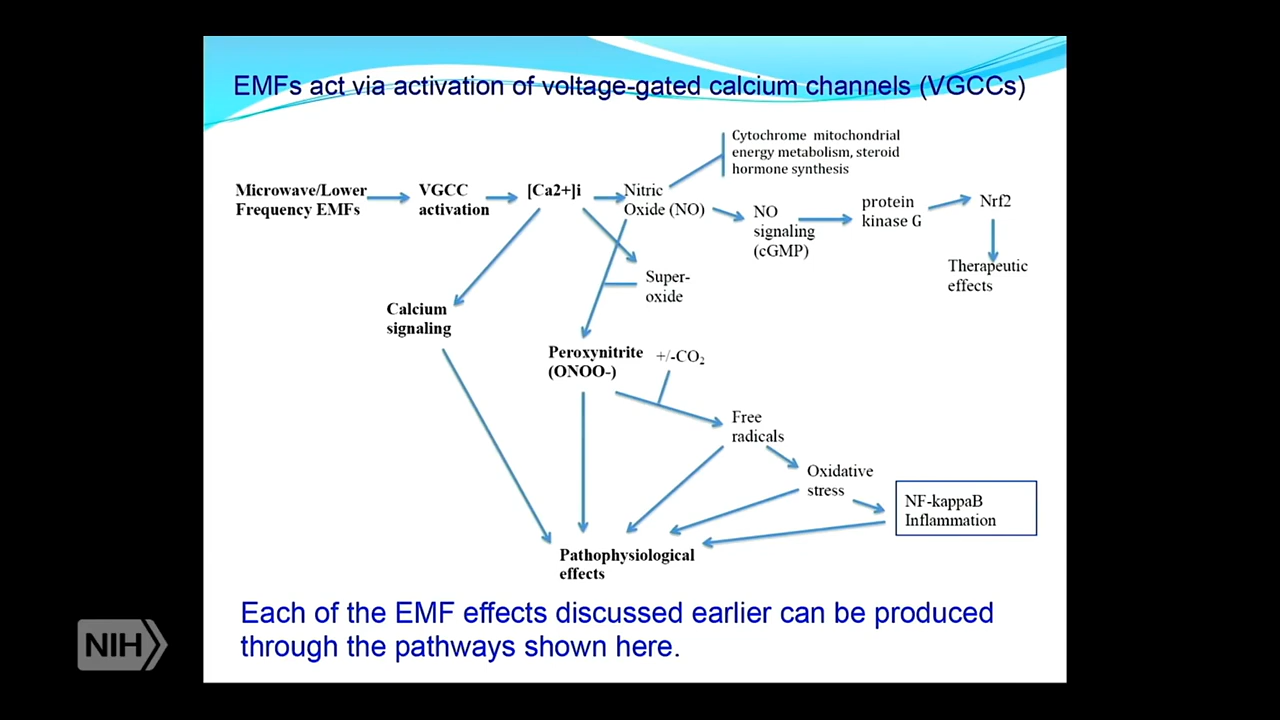 EMFs act via activation of voltage-gated calcium channels (VGCCs)
Cytochrome mitochondrial
energy metabolism, steroid
hormone synthesis
Microwave/Lower
Frequency EMFs
VGCC
activation
[Ca2+]i
Nitric
Oxide (NO)
NO
signaling
(cGMP)
protein
kinase G
Nrf2
Therapeutic
effects
Super-
oxide
Calcium
signaling
Peroxynitrite
(ONOO-)
+/-CO₂
Free
radicals
Oxidative
stress
NF-kappaB
Inflammation
Pathophysiological
effects
Each of the EMF effects discussed earlier can be produced
through the pathways shown here.
NIH